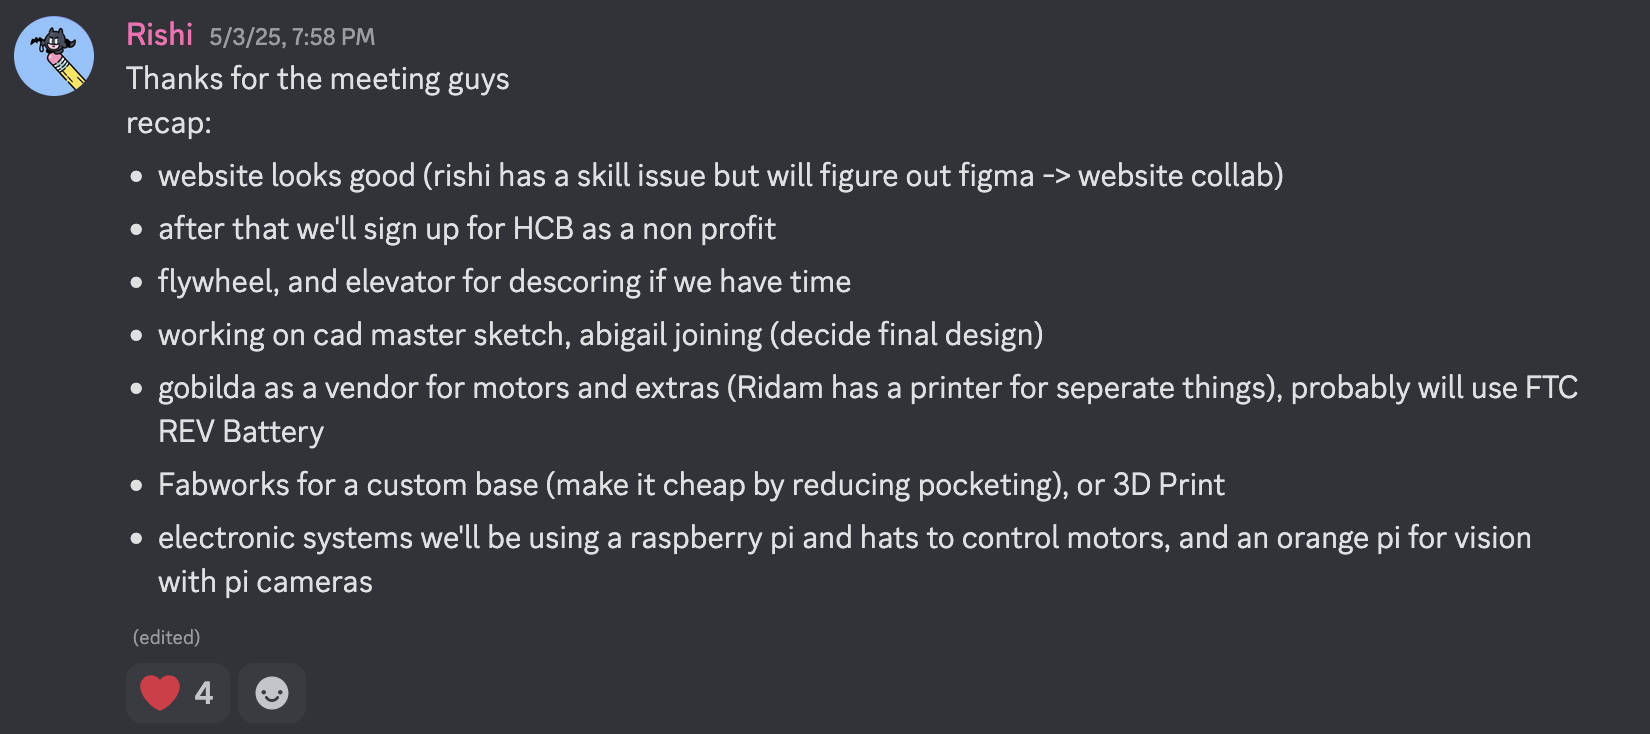 Rishi 5/3/25, 7:58 PM
Thanks for the meeting guys
recap:
• website looks good (rishi has a skill issue but will figure out figma -> website collab)
• after that we'll sign up for HCB as a non profit
• flywheel, and elevator for descoring if we have time
• working on cad master sketch, abigail joining (decide final design)
• gobilda as a vendor for motors and extras (Ridam has a printer for seperate things), probably will use FTC
REV Battery
• Fabworks for a custom base (make it cheap by reducing pocketing), or 3D Print
• electronic systems we'll be using a raspberry pi and hats to control motors, and an orange pi for vision
with pi cameras
(edited)
4